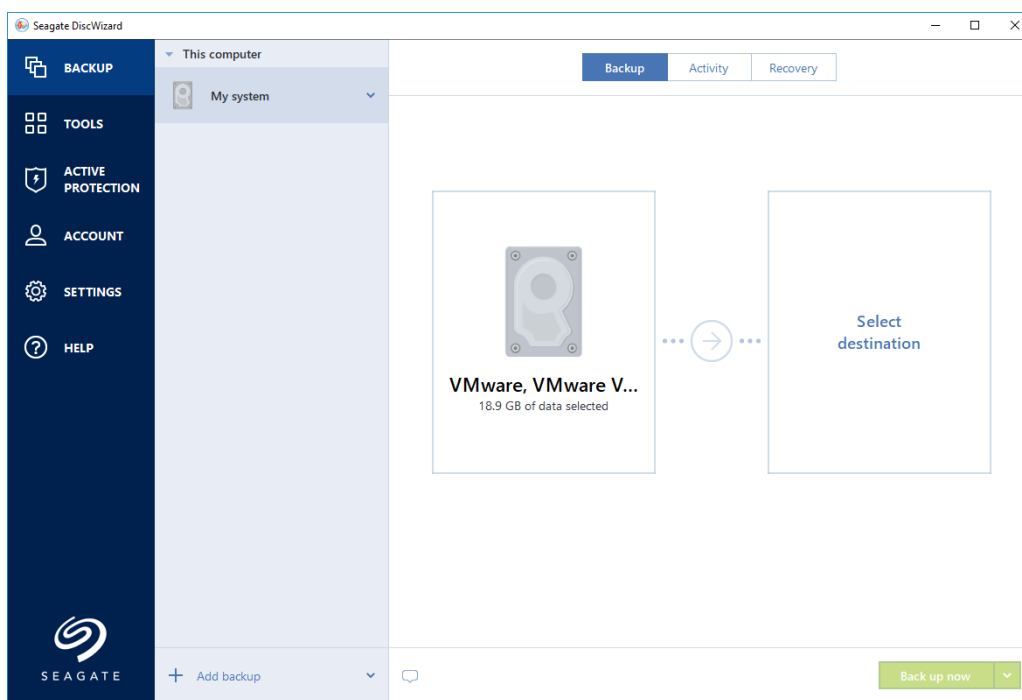 Seagate DiscWizard
BACKUP
TOOLS
ACTIVE
PROTECTION
ACCOUNT
SETTINGS
HELP
SEAGATE
This computer
My system
Add backup
Backup
Activity
Recovery
VMware, VMware V...
18.9 GB of data selected
Select
destination
Back up now